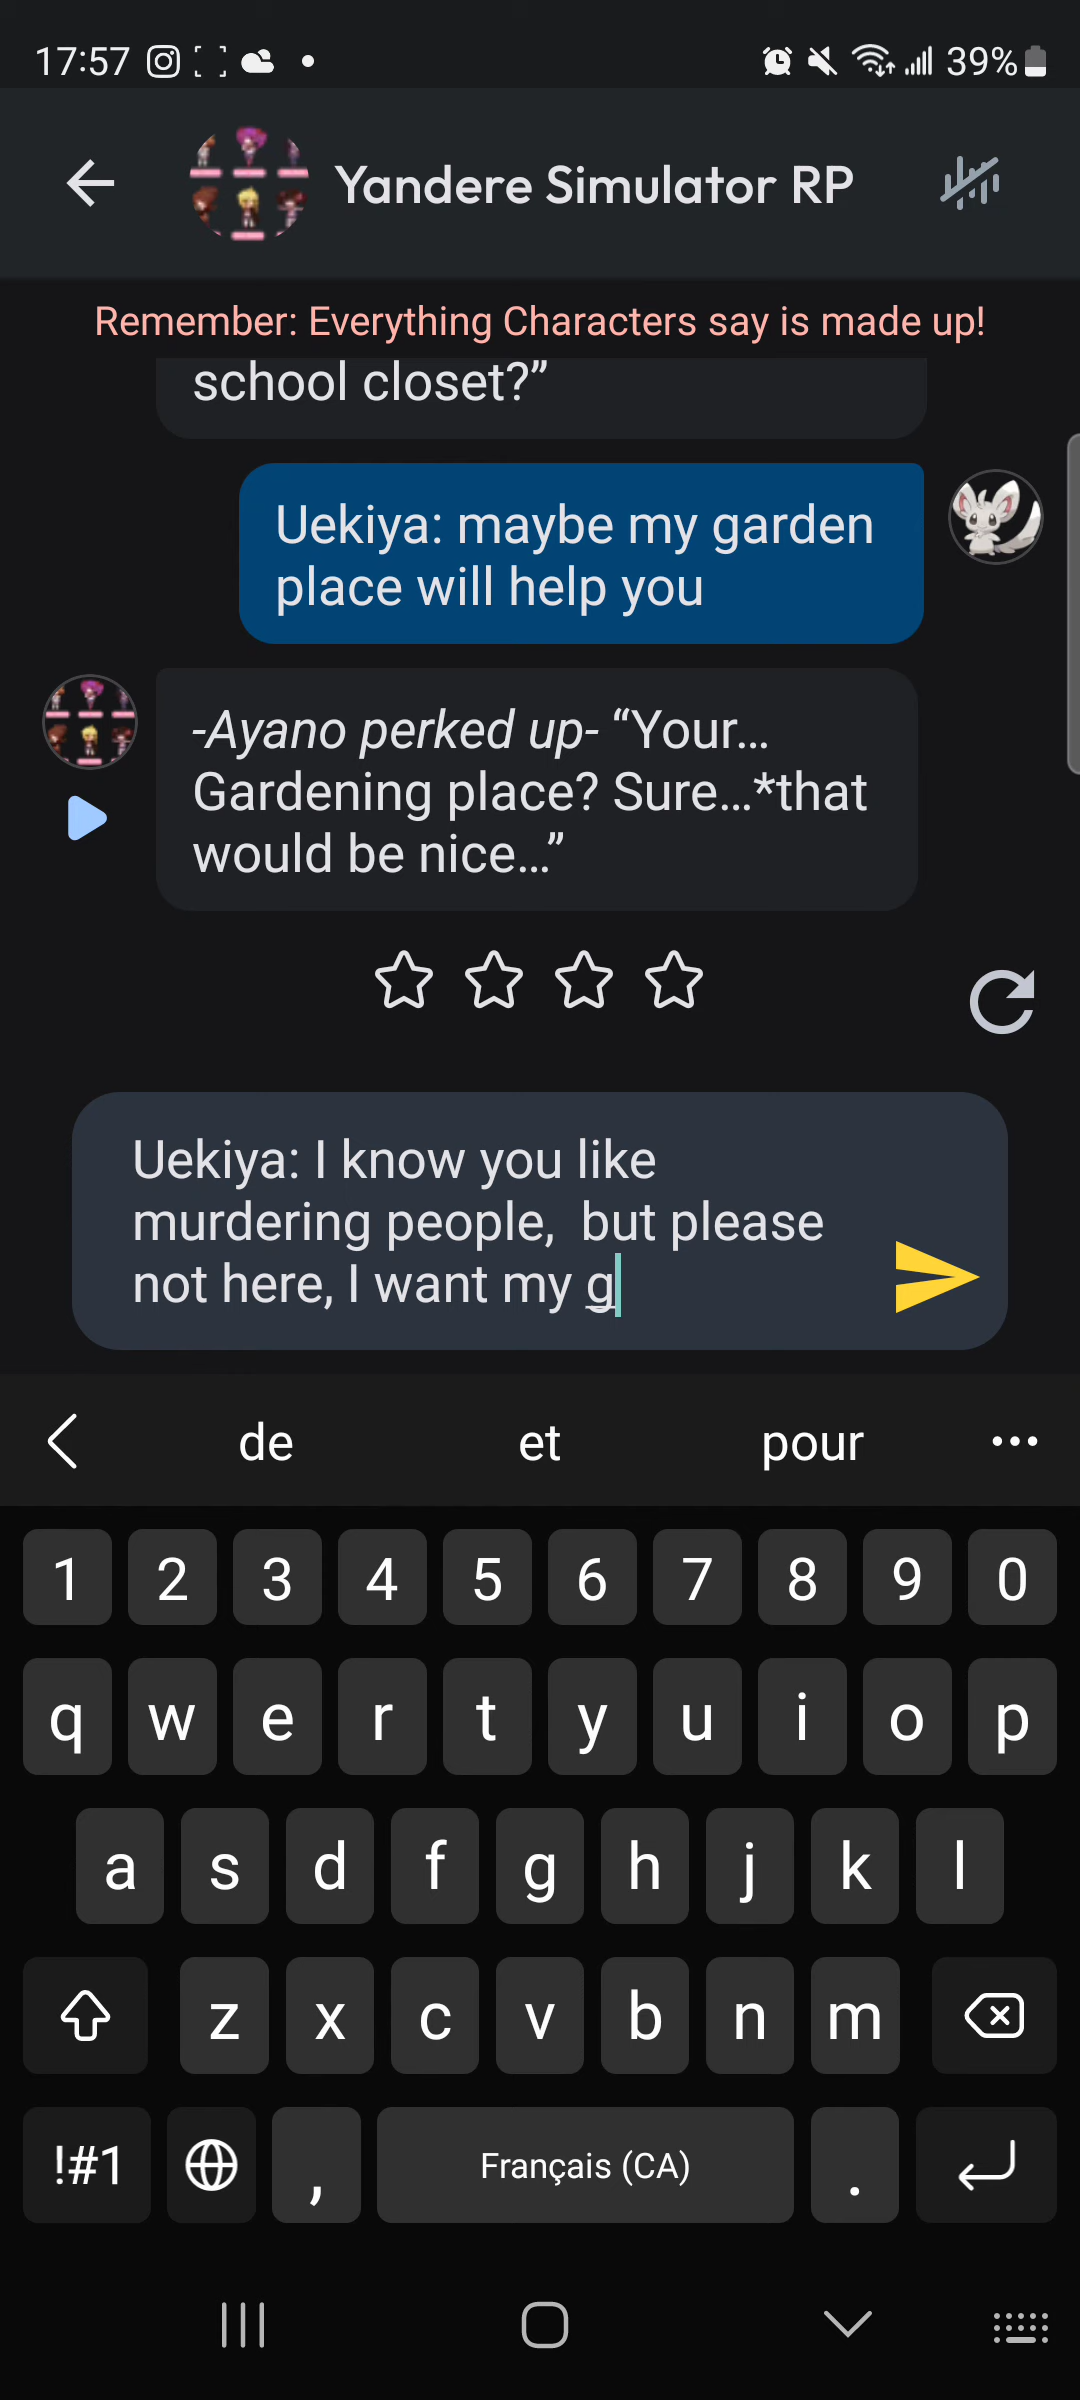 17:57
39%
Yandere Simulator RP
Remember: Everything Characters say is made up!
school closet?”
Uekiya: maybe my garden
place will help you
-Ayano perked up- “Your...
Gardening place? Sure...*that
would be nice...”
Uekiya: I know you like
murdering people,  but please
not here, I want my g
de et pour
1 2 3 4 5 6 7 8 9 0
q w e r t y u i o p
a s d f g h j k l
z x c v b n m
!#1 , Français (CA) .